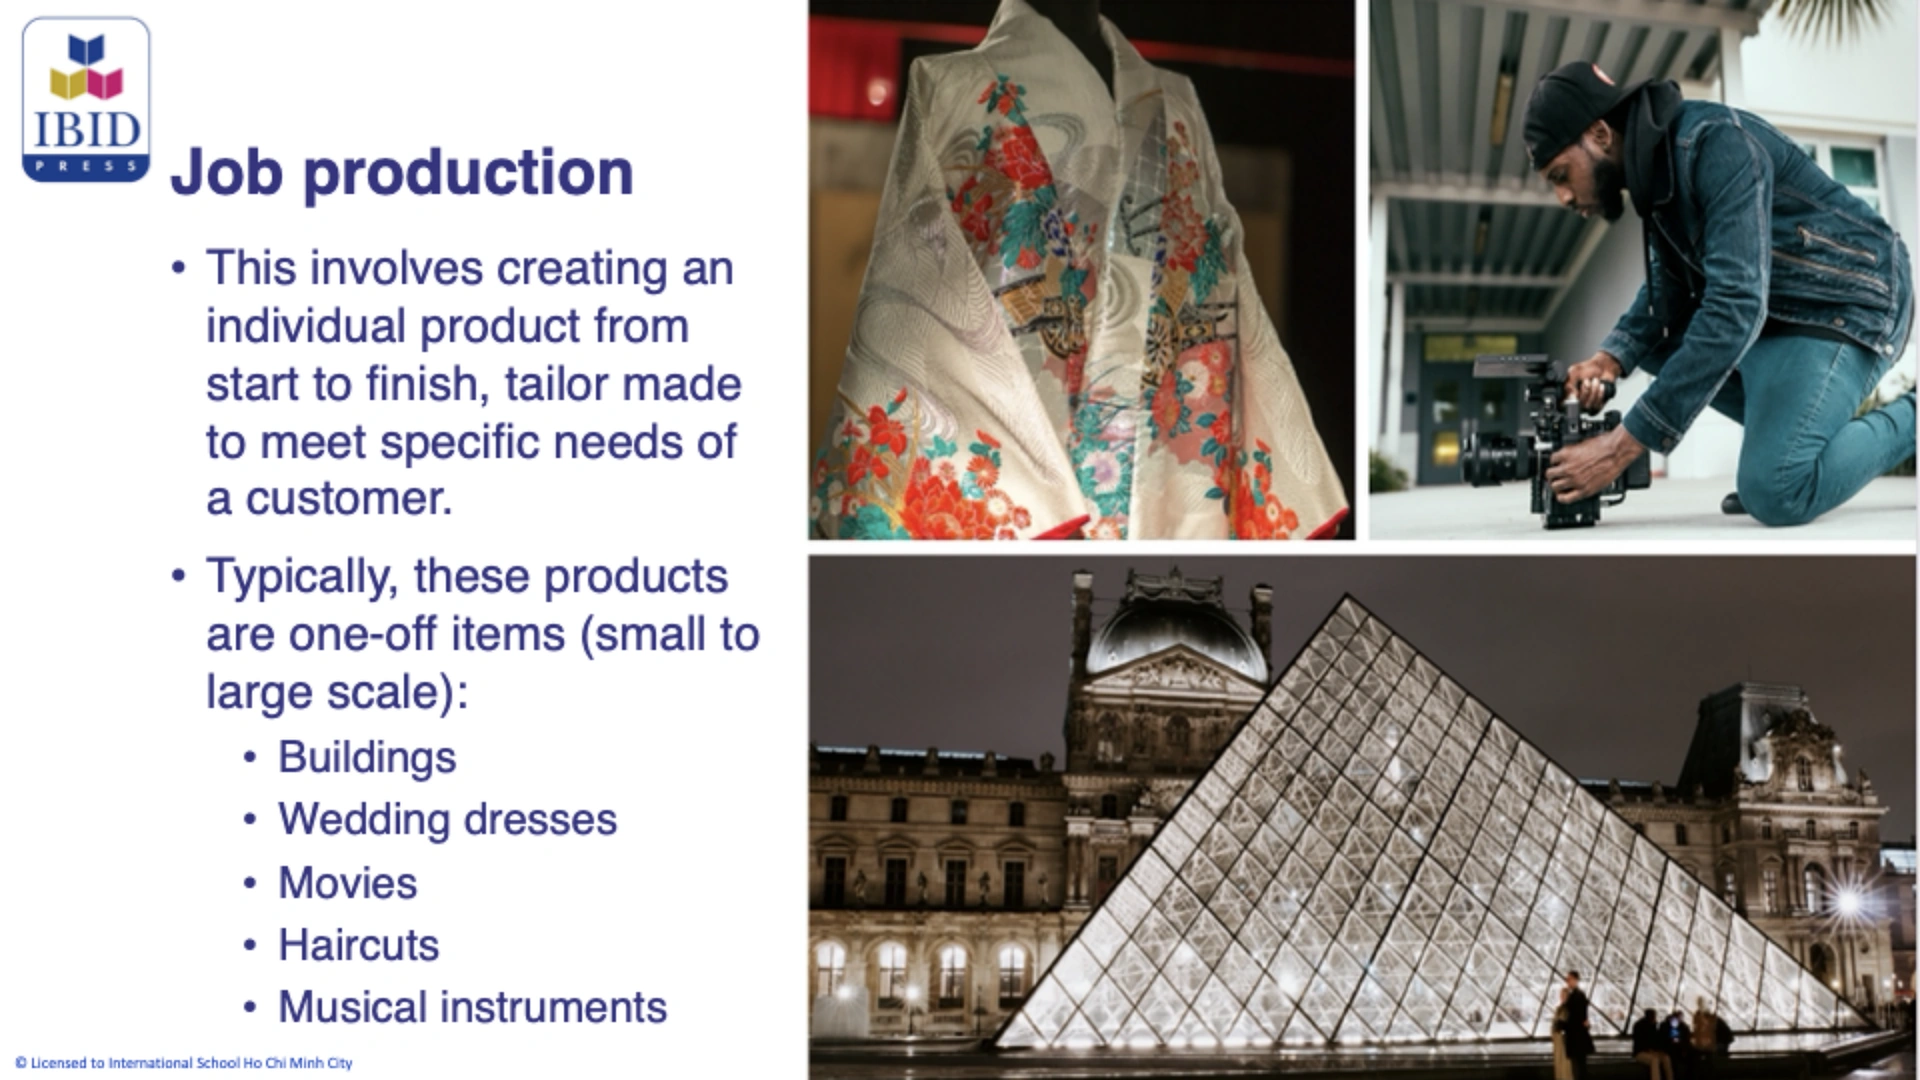 IBID
PRESS
Job production
• This involves creating an
individual product from
start to finish, tailor made
to meet specific needs of
a customer.
• Typically, these products
are one-off items (small to
large scale):
• Buildings
• Wedding dresses
• Movies
• Haircuts
• Musical instruments
© Licensed to International School Ho Chi Minh City